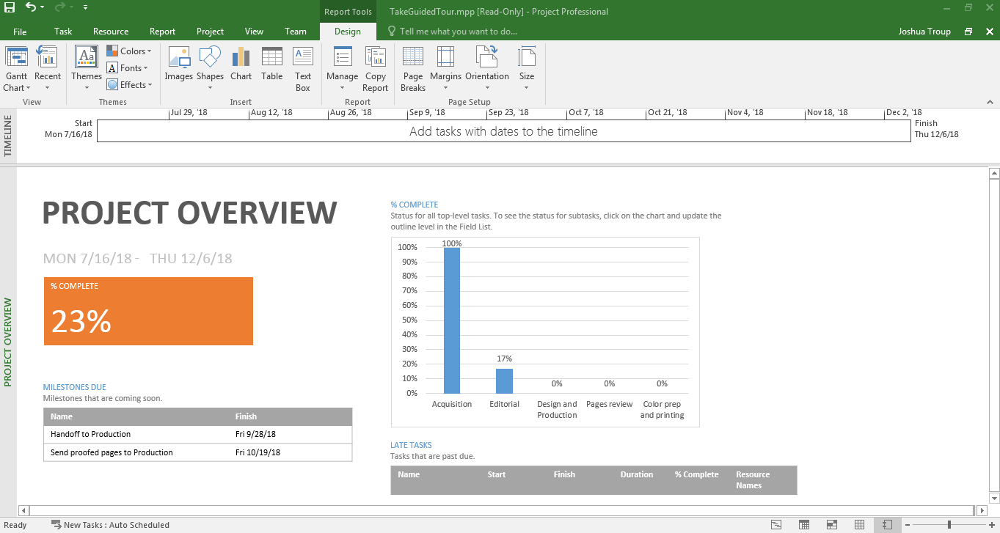 Report Tools
TakeGuidedTour.mpp [Read-Only] - Project Professional
File Task Resource Report Project View Team Design Tell me what you want to do... Joshua Troup
Gantt Chart
Recent
View
Themes
Aa
Colors
A Fonts
Effects
Themes
Images
Shapes
Chart
Table
A
Text Box
Insert
Manage
Copy Report
Report
Page Breaks
Margins
Orientation
Size
Page Setup
TIMELINE
Jul 29, '18 Aug 12, '18 Aug 26, '18 Sep 9, '18 Sep 23, '18 Oct 7, '18 Oct 21, '18 Nov 4, '18 Nov 18, '18 Dec 2, '18
Start
Mon 7/16/18
Add tasks with dates to the timeline
Finish
Thu 12/6/18
PROJECT OVERVIEW
PROJECT OVERVIEW
MON 7/16/18 - THU 12/6/18
% COMPLETE
23%
MILESTONES DUE
Milestones that are coming soon.
Name Finish
Handoff to Production Fri 9/28/18
Send proofed pages to Production Fri 10/19/18
% COMPLETE
Status for all top-level tasks. To see the status for subtasks, click on the chart and update the
outline level in the Field List.
100%
90%
80%
70%
60%
50%
40%
30%
20%
10%
0%
100%
17%
0%
0%
0%
Acquisition
Editorial
Design and
Production
Pages review
Color prep
and printing
LATE TASKS
Tasks that are past due.
Name Start Finish Duration % Complete Resource
Names
Ready New Tasks : Auto Scheduled